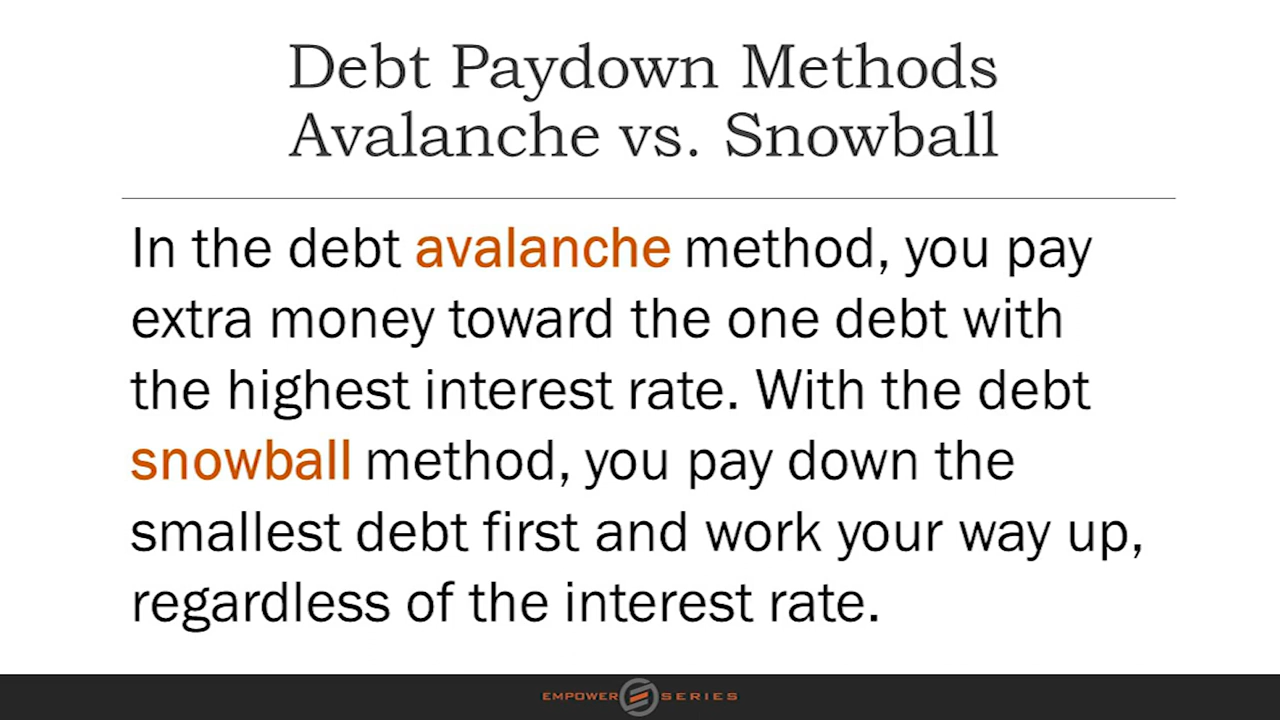 Debt Paydown Methods
Avalanche vs. Snowball
In the debt avalanche method, you pay
extra money toward the one debt with
the highest interest rate. With the debt
snowball method, you pay down the
smallest debt first and work your way up,
regardless of the interest rate.
EMPOWER SERIES